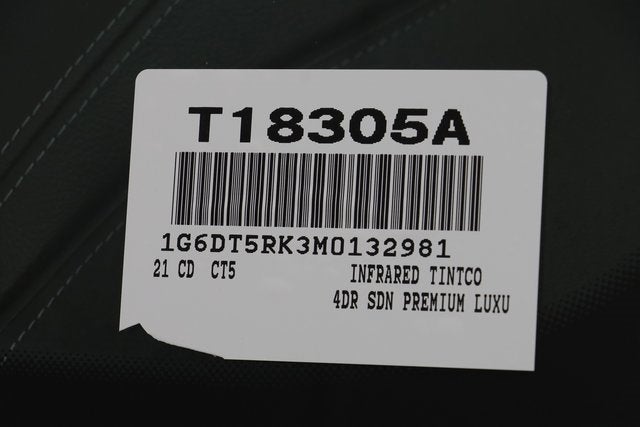 T18305A
1G6DT5RK3M0132981
21 CD CT5 INFRARED TINTCO
4DR SDN PREMIUM LUXU